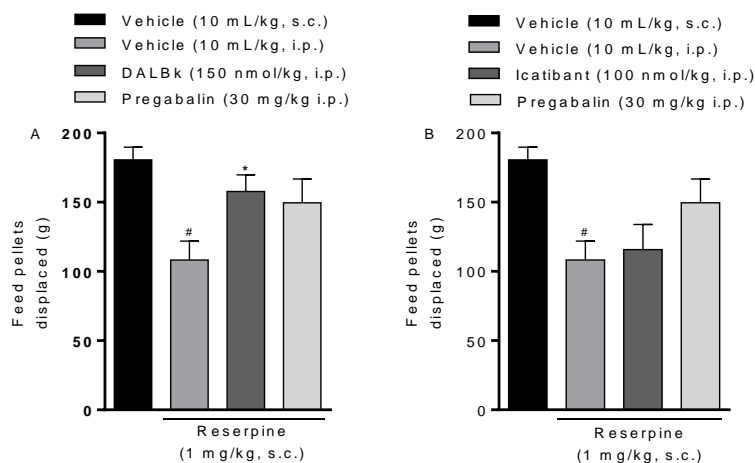 Vehicle (10 mL/kg, s.c.)
Vehicle (10 mL/kg, i.p.)
DALBk (150 nmol/kg, i.p.)
Pregabalin (30 mg/kg i.p.)
A
200
150
100
50
0
Feed pellets
displaced (g)
#
*
Reserpine
(1 mg/kg, s.c.)
Vehicle (10 mL/kg, s.c.)
Vehicle (10 mL/kg, i.p.)
Icatibant (100 nmol/kg, i.p.)
Pregabalin (30 mg/kg i.p.)
B
200
150
100
50
0
Feed pellets
displaced (g)
#
Reserpine
(1 mg/kg, s.c.)